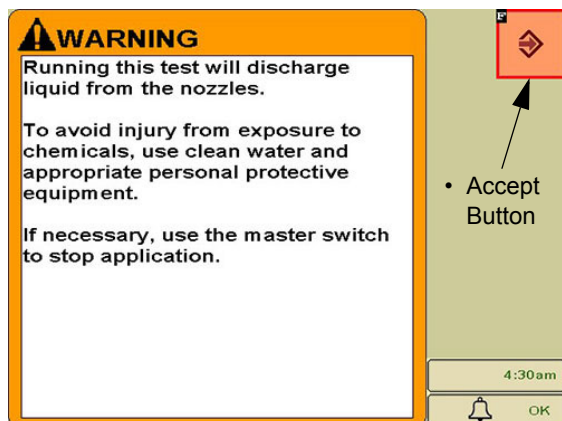 WARNING
Running this test will discharge
liquid from the nozzles.
To avoid injury from exposure to
chemicals, use clean water and
appropriate personal protective
equipment.
If necessary, use the master switch
to stop application.
F
• Accept
Button
4:30am
OK